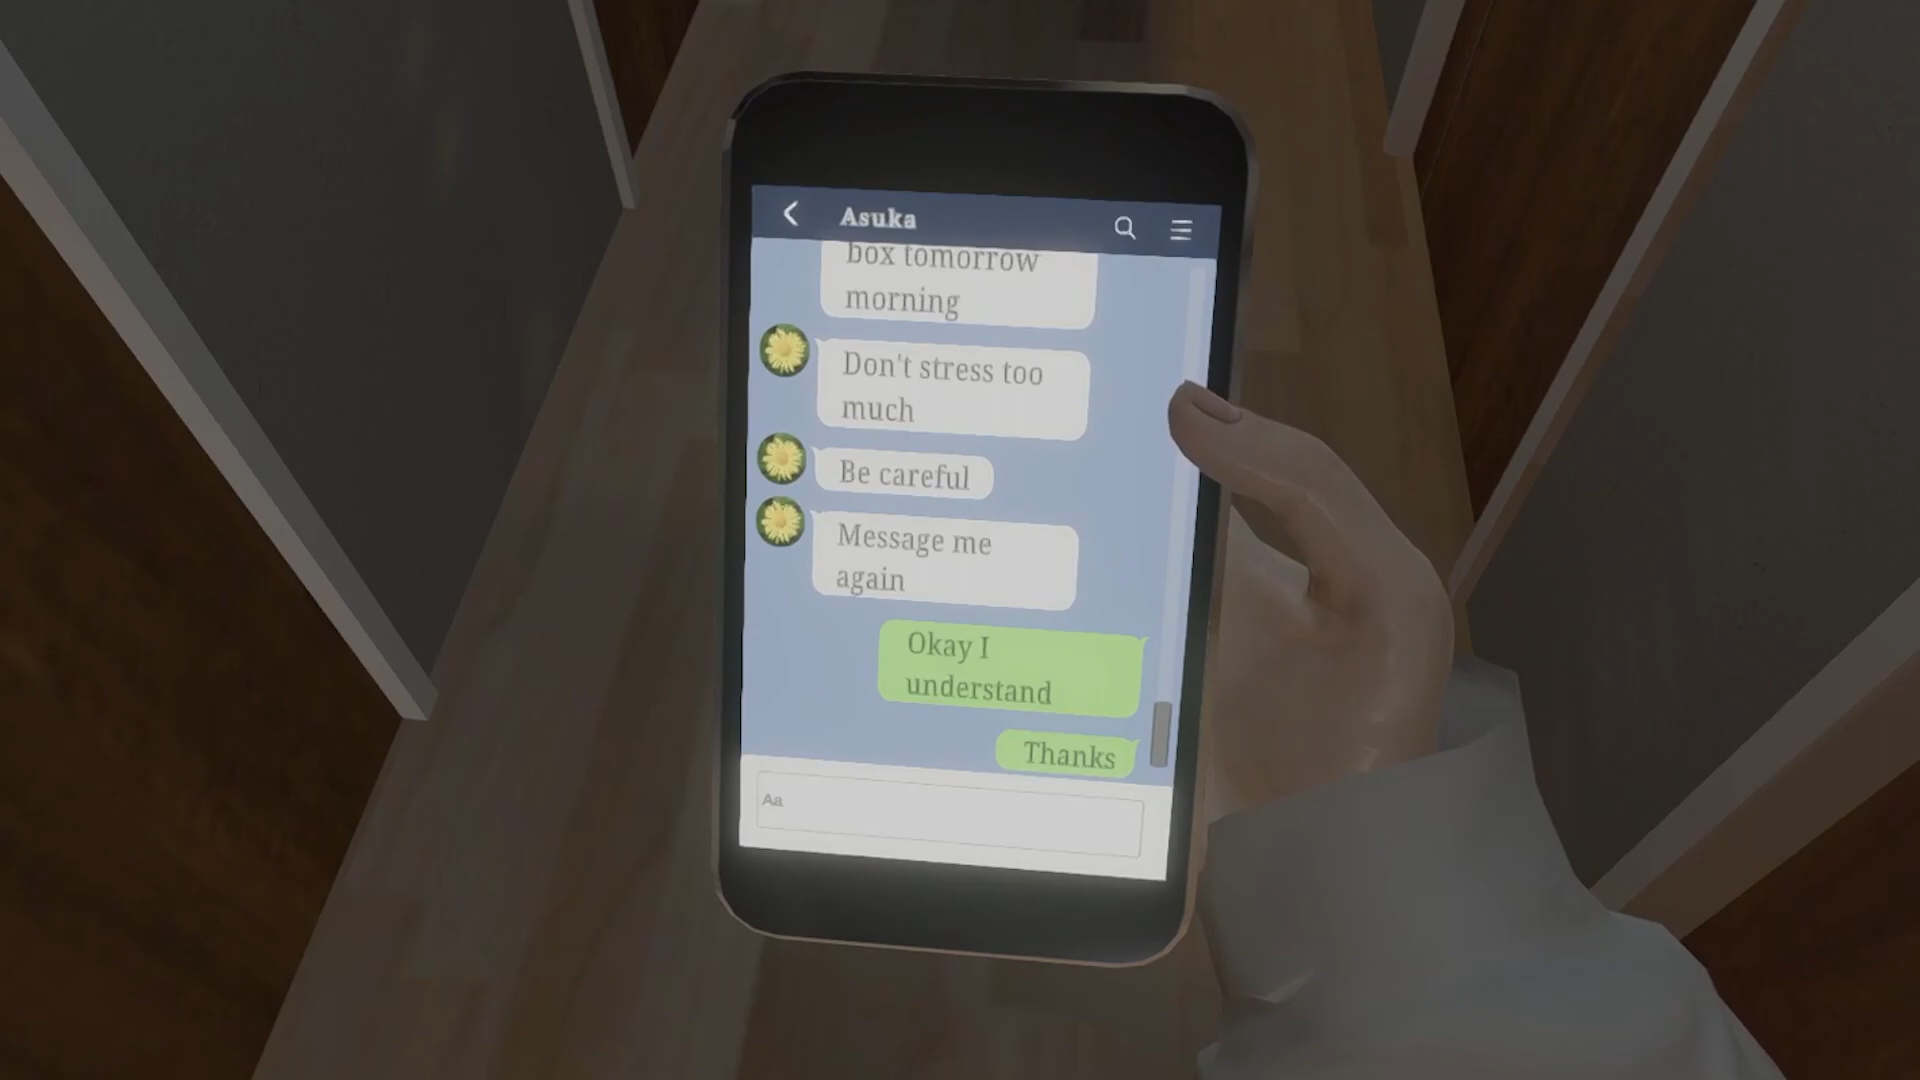 Asuka
box tomorrow
morning
Don't stress too
much
Be careful
Message me
again
Okay I
understand
Thanks
Aa